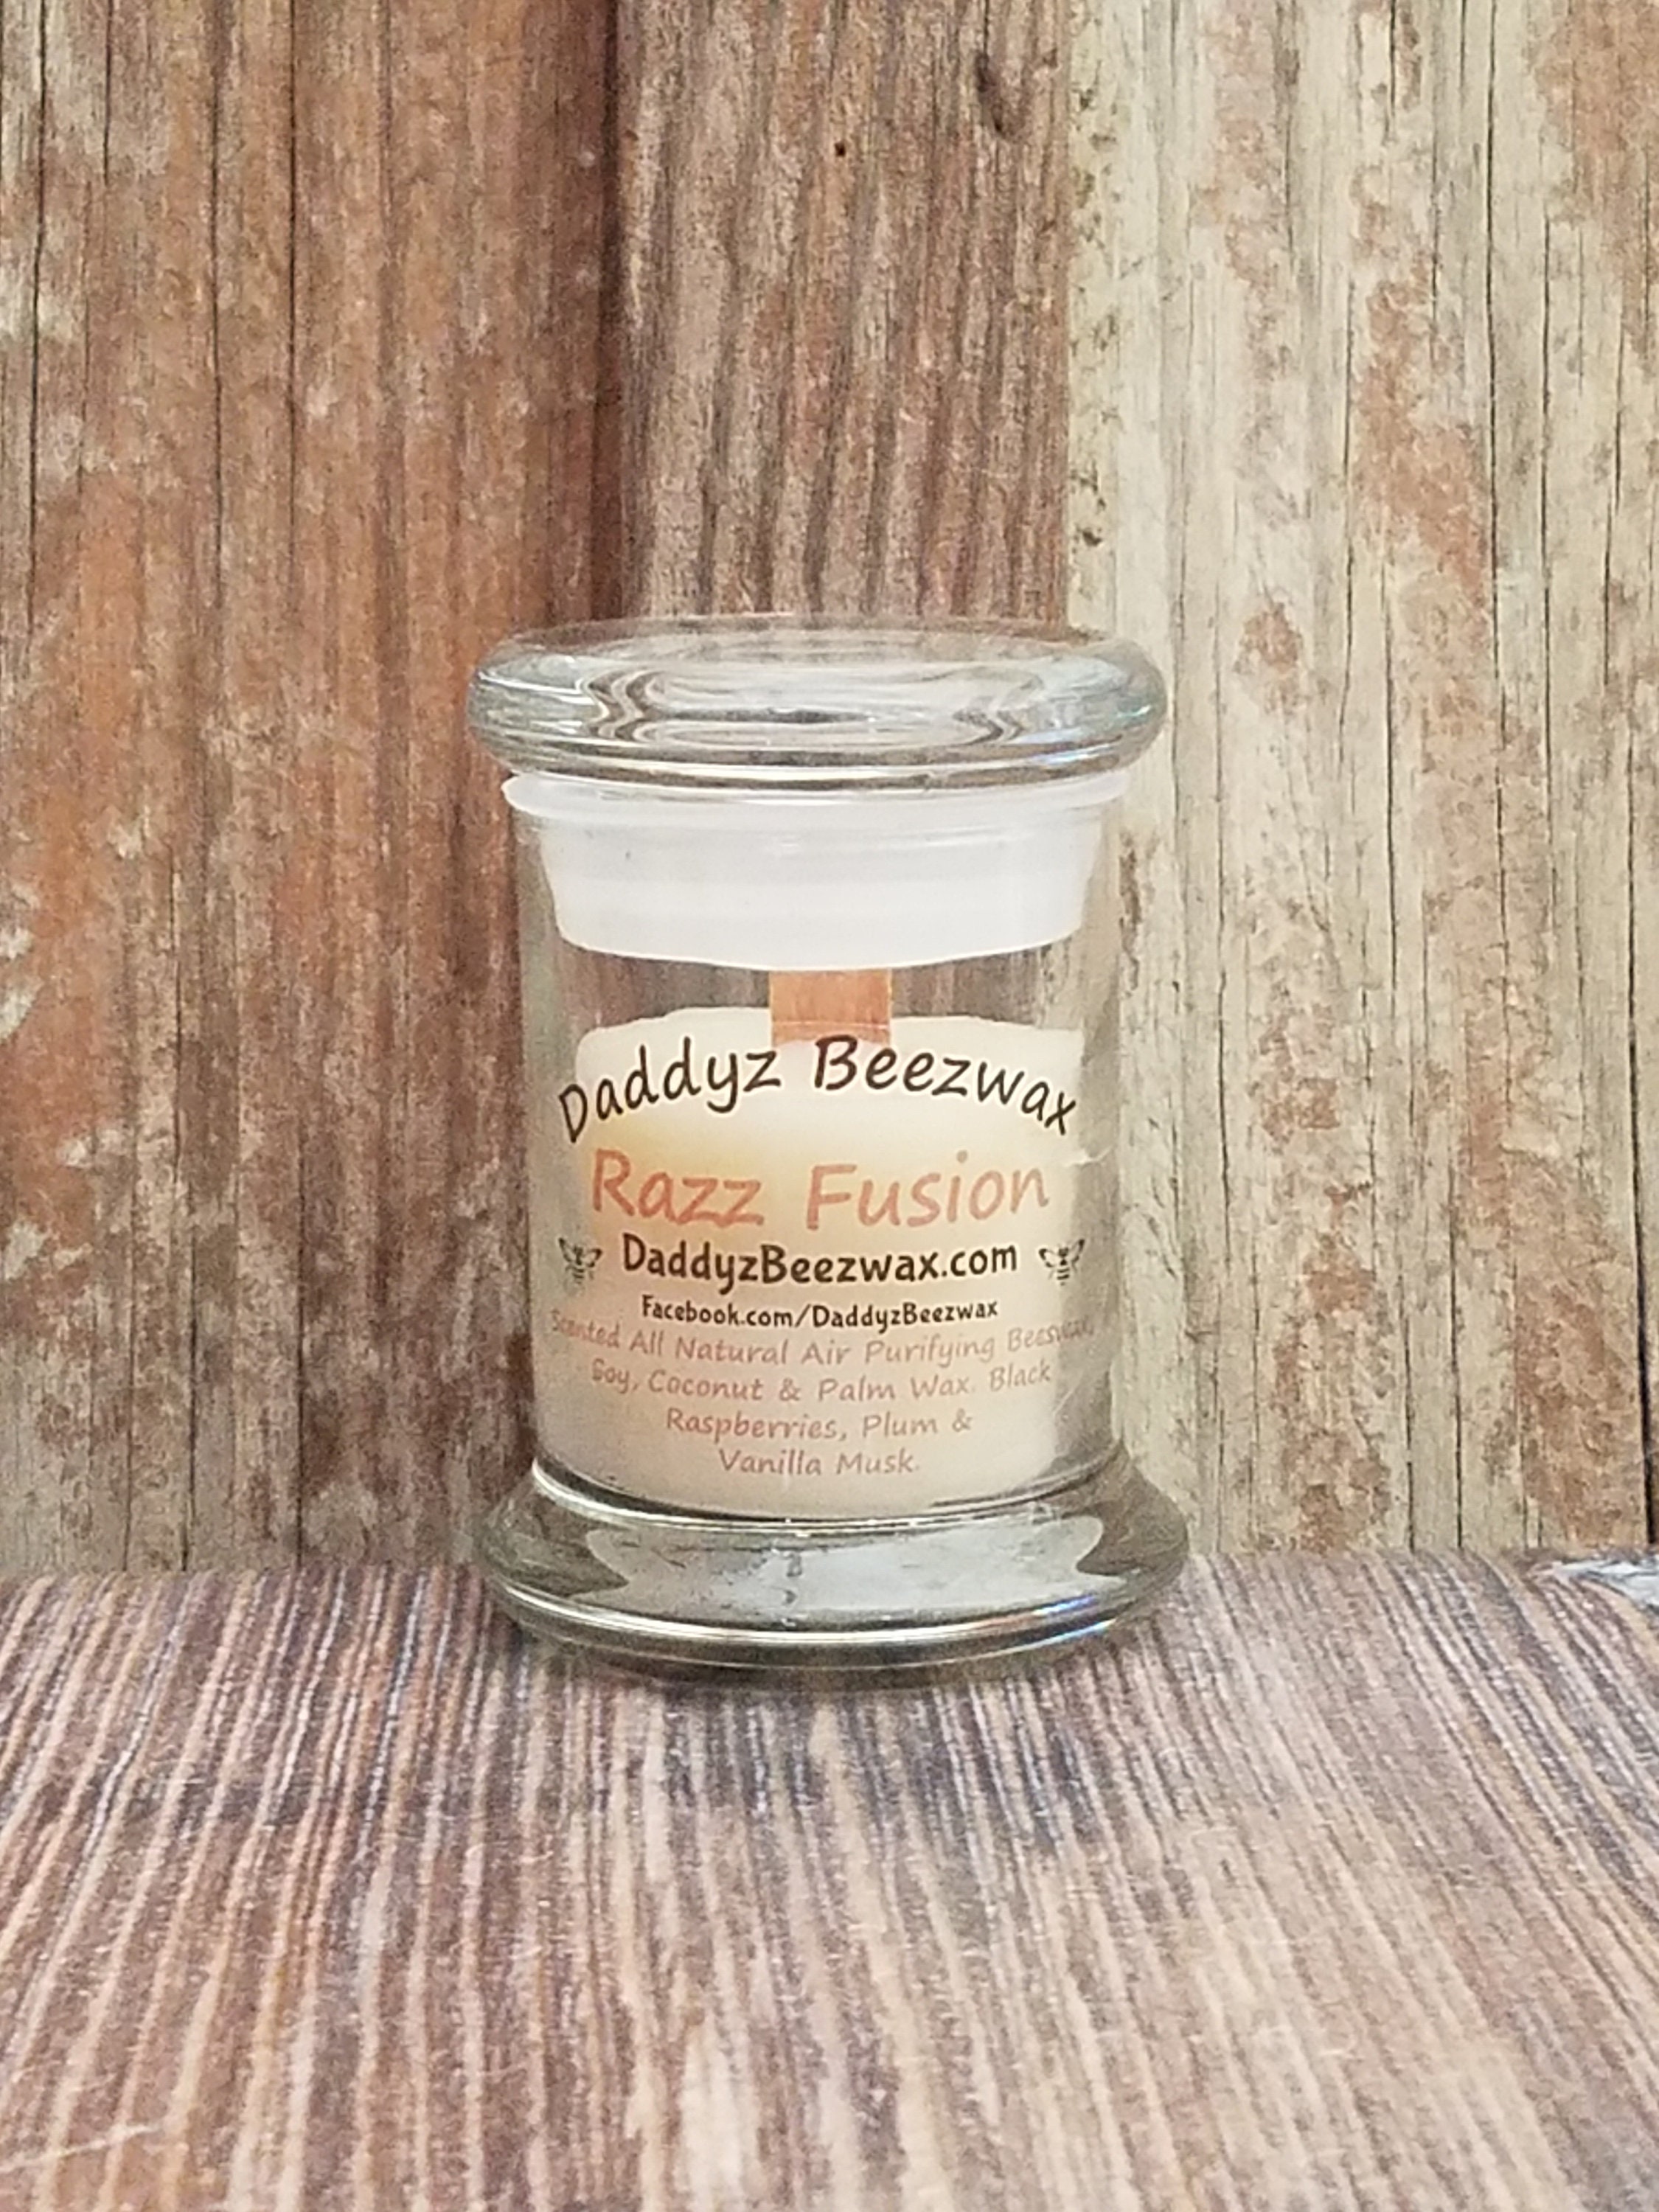 Daddyz Beezwax
Razz Fusion
DaddyzBeezwax.com
Facebook.com/DaddyzBeezwax
Scented All Natural Air Purifying Beeswax,
Soy, Coconut & Palm Wax. Black
Raspberries, Plum &
Vanilla Musk.